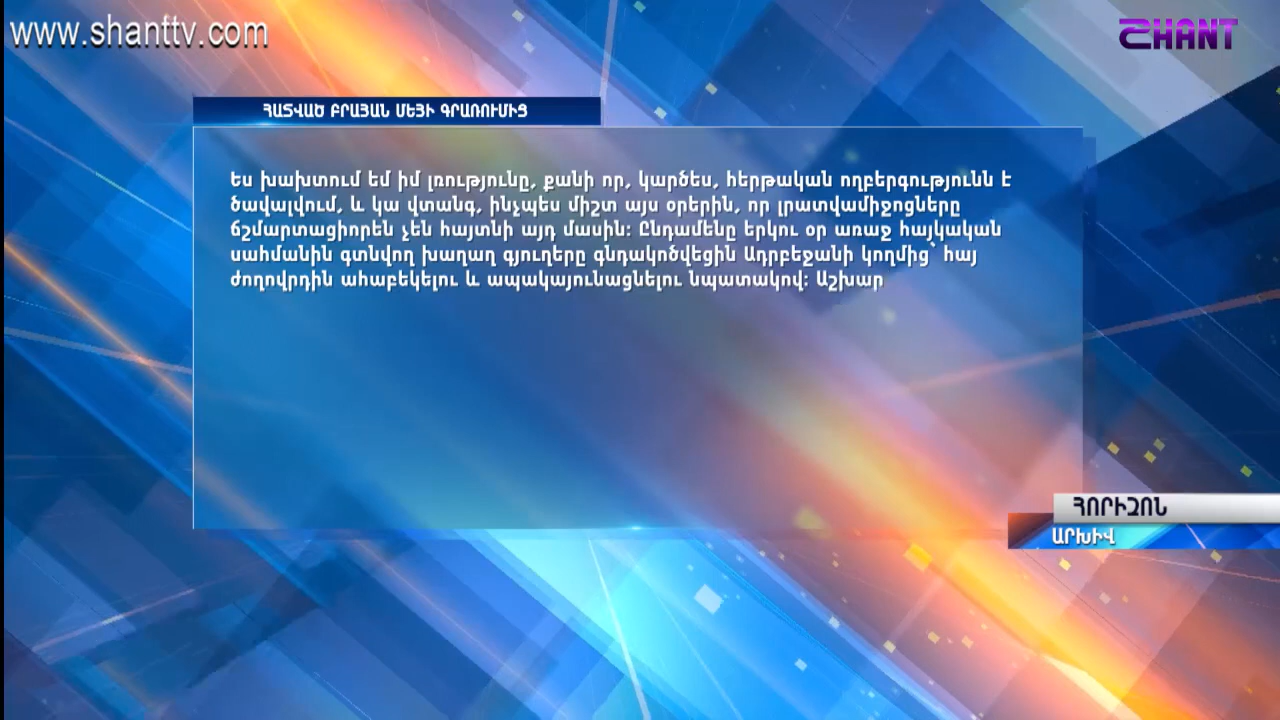 www.shanttv.com
SHANT
ՀԱՏՎԱԾ ԲՐԱՅԱՆ ՄԵՅԻ ԳՐԱՌՈՒՄԻՑ
Ես խախտում եմ իմ լռությունը, քանի որ, կարծես, հերթական ողբերգությունն է
ծավալվում, և կա վտանգ, ինչպես միշտ այս օրերին, որ լրատվամիջոցները
ճշմարտացիորեն չեն հայտնի այդ մասին: Ընդամենը երկու օր առաջ հայկական
սահմանին գտնվող խաղաղ գյուղերը գնդակոծվեցին Ադրբեջանի կողմից՝ հայ
ժողովրդին ահաբեկելու և ապակայունացնելու նպատակով: Աշխար
ՀՈՐԻԶՈՆ
ԱՐԽԻՎ